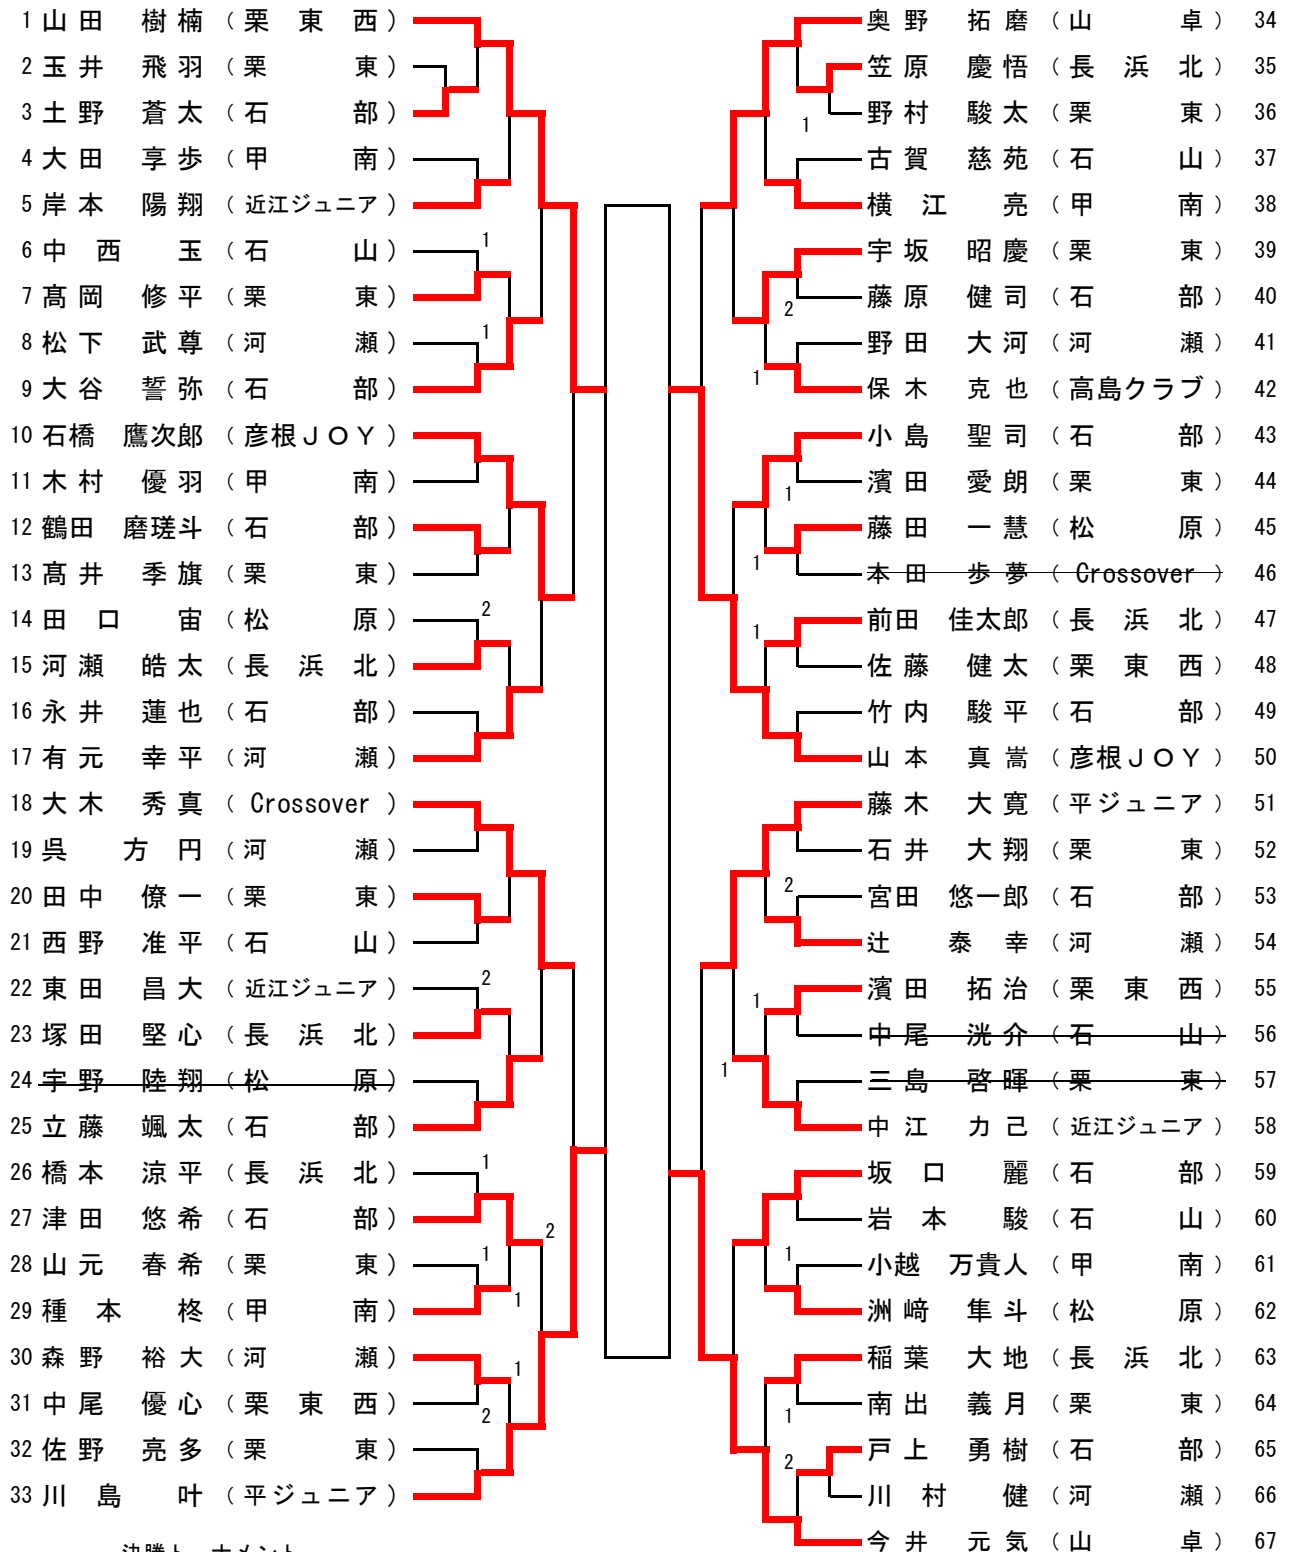 1 山田 樹楠 (栗東西)
2 玉井 飛羽 (栗東)
3 土野 蒼太 (石部)
4 大田 享歩 (甲南)
5 岸本 陽翔 (近江ジュニア)
6 中西 玉 (石山)
7 髙岡 修平 (栗東)
8 松下 武尊 (河瀬)
9 大谷 誓弥 (石部)
10 石橋 鷹次郎 (彦根JOY)
11 木村 優羽 (甲南)
12 鶴田 磨瑳斗 (石部)
13 髙井 季旗 (栗東)
14 田口 宙 (松原)
15 河瀬 皓太 (長浜北)
16 永井 蓮也 (石部)
17 有元 幸平 (河瀬)
18 大木 秀真 (Crossover)
19 呉 方円 (河瀬)
20 田中 僚一 (栗東)
21 西野 准平 (石山)
22 東田 昌大 (近江ジュニア)
23 塚田 堅心 (長浜北)
24 宇野 陸翔 (松原)
25 立藤 颯太 (石部)
26 橋本 涼平 (長浜北)
27 津田 悠希 (石部)
28 山元 春希 (栗東)
29 種本 柊 (甲南)
30 森野 裕大 (河瀬)
31 中尾 優心 (栗東西)
32 佐野 亮多 (栗東)
33 川島 叶 (平ジュニア)
1
1
2
2
1
1
1
2
1
2
奥野 拓磨 (山卓) 34
笠原 慶悟 (長浜北) 35
野村 駿太 (栗東) 36
古賀 慈苑 (石山) 37
横江 亮 (甲南) 38
宇坂 昭慶 (栗東) 39
藤原 健司 (石部) 40
野田 大河 (河瀬) 41
保木 克也 (高島クラブ) 42
小島 聖司 (石部) 43
濱田 愛朗 (栗東) 44
藤田 一慧 (松原) 45
本田 歩夢 (Crossover) 46
前田 佳太郎 (長浜北) 47
佐藤 健太 (栗東西) 48
竹内 駿平 (石部) 49
山本 真嵩 (彦根JOY) 50
藤木 大寛 (平ジュニア) 51
石井 大翔 (栗東) 52
宮田 悠一郎 (石部) 53
辻 泰幸 (河瀬) 54
濱田 拓治 (栗東西) 55
中尾 洸介 (石山) 56
三島 啓暉 (栗東) 57
中江 力己 (近江ジュニア) 58
坂口 麗 (石部) 59
岩本 駿 (石山) 60
小越 万貴人 (甲南) 61
洲﨑 隼斗 (松原) 62
稲葉 大地 (長浜北) 63
南出 義月 (栗東) 64
戸上 勇樹 (石部) 65
川村 健 (河瀬) 66
今井 元気 (山卓) 67
1
2
1
1
1
1
2
1
1
1
1
2
決勝トーナメント